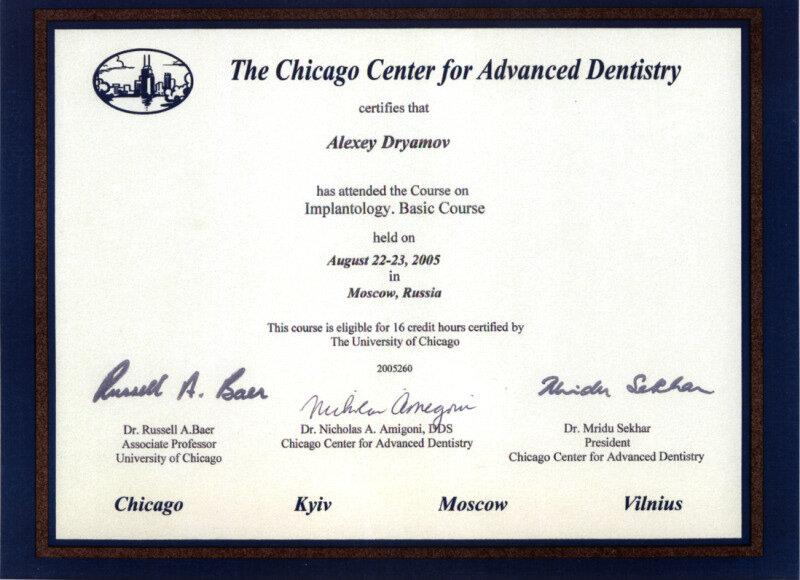 The Chicago Center for Advanced Dentistry
certifies that
Alexey Dryamov
has attended the Course on
Implantology. Basic Course
held on
August 22-23, 2005
in
Moscow, Russia
This course is eligible for 16 credit hours certified by
The University of Chicago
2005260
Russell A. Baer
Nicholas Amegoni
Mridu Sekhar
Dr. Russell A.Baer
Associate Professor
University of Chicago
Dr. Nicholas A. Amigoni, DDS
Chicago Center for Advanced Dentistry
Dr. Mridu Sekhar
President
Chicago Center for Advanced Dentistry
Chicago Kyiv Moscow Vilnius